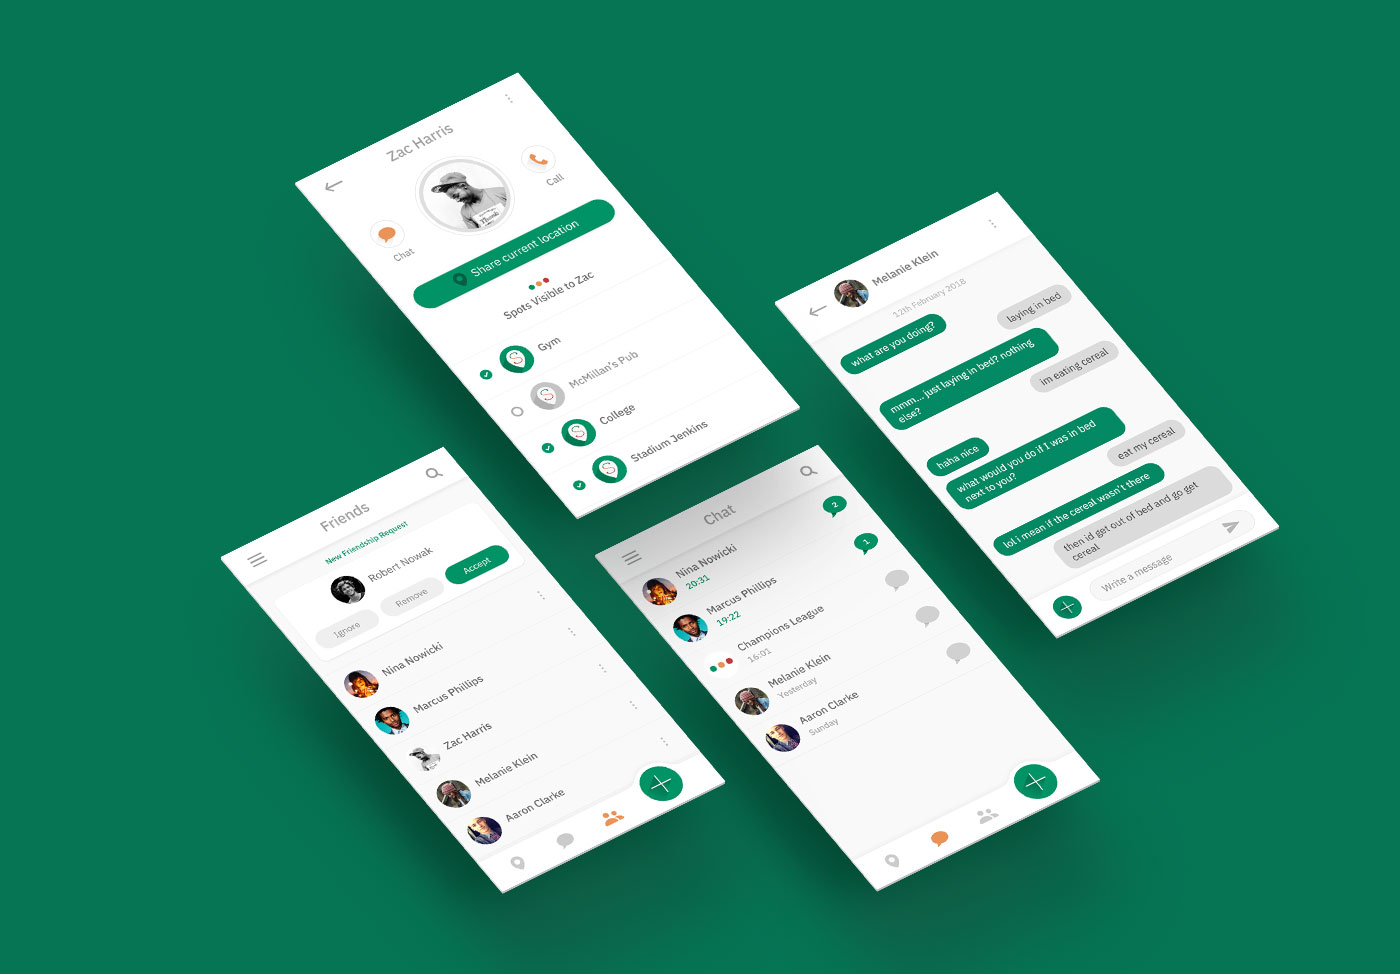 Zac Harris
Call
Chat
Share current location
Spots Visible to Zac
Gym
McMillan's Pub
College
Stadium Jenkins
Melanie Klein
12th February 2018
laying in bed
what are you doing?
mmm... just laying in bed? nothing
else?
im eating cereal
haha nice
what would you do if I was in bed
next to you?
eat my cereal
lol i mean if the cereal wasn't there
then id get out of bed and go get
cereal
Write a message
Friends
New Friendship Request
Robert Nowak
Ignore
Remove
Accept
Nina Nowicki
Marcus Phillips
Zac Harris
Melanie Klein
Aaron Clarke
Chat
Nina Nowicki
20:31
2
Marcus Phillips
19:22
1
Champions League
16:01
Melanie Klein
Yesterday
Aaron Clarke
Sunday